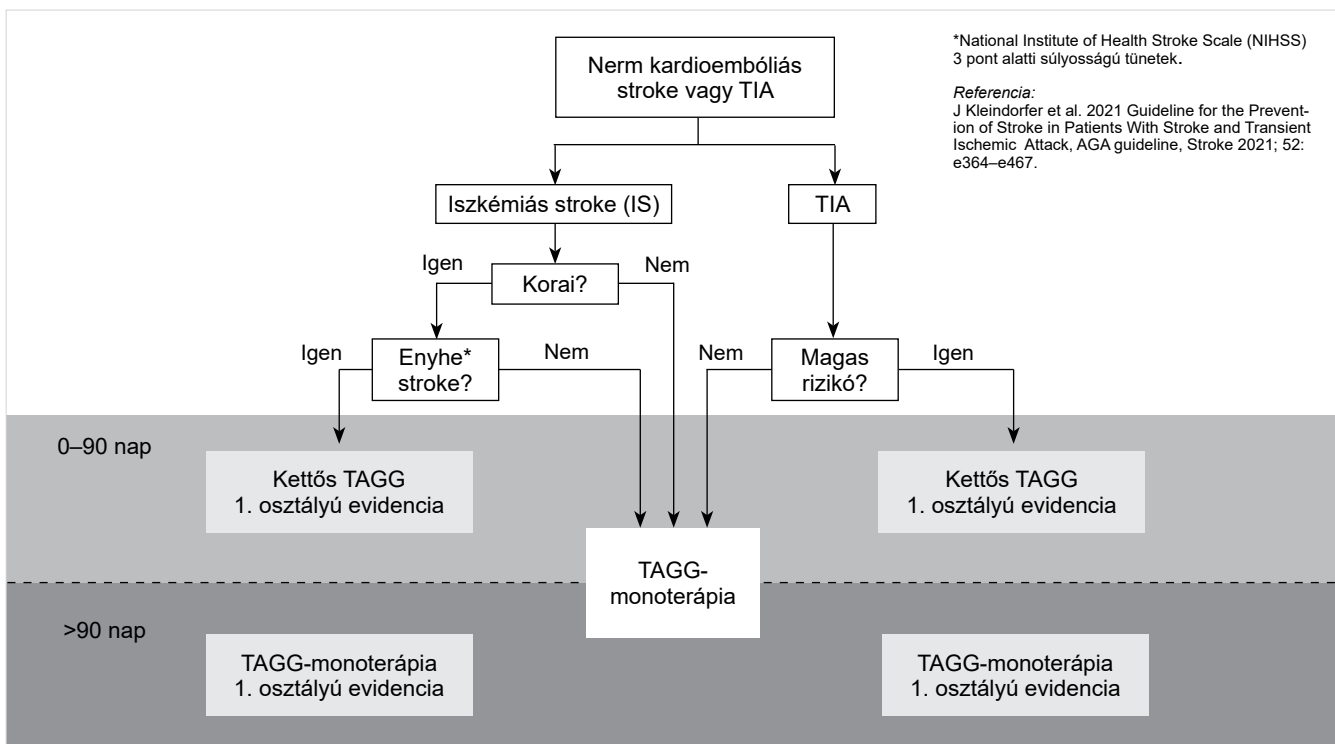 Nerm kardioembóliás
stroke vagy TIA
*National Institute of Health Stroke Scale (NIHSS)
3 pont alatti súlyosságú tünetek.
Referencia:
J Kleindorfer et al. 2021 Guideline for the Prevent-
ion of Stroke in Patients With Stroke and Transient
Ischemic Attack, AGA guideline, Stroke 2021; 52:
e364–e467.
Iszkémiás stroke (IS)
TIA
Igen
Korai?
Nem
Igen
Enyhe*
stroke?
Nem
Nem
Magas
rizikó?
Igen
0–90 nap
Kettős TAGG
1. osztályú evidencia
Kettős TAGG
1. osztályú evidencia
TAGG-
monoterápia
>90 nap
TAGG-monoterápia
1. osztályú evidencia
TAGG-monoterápia
1. osztályú evidencia